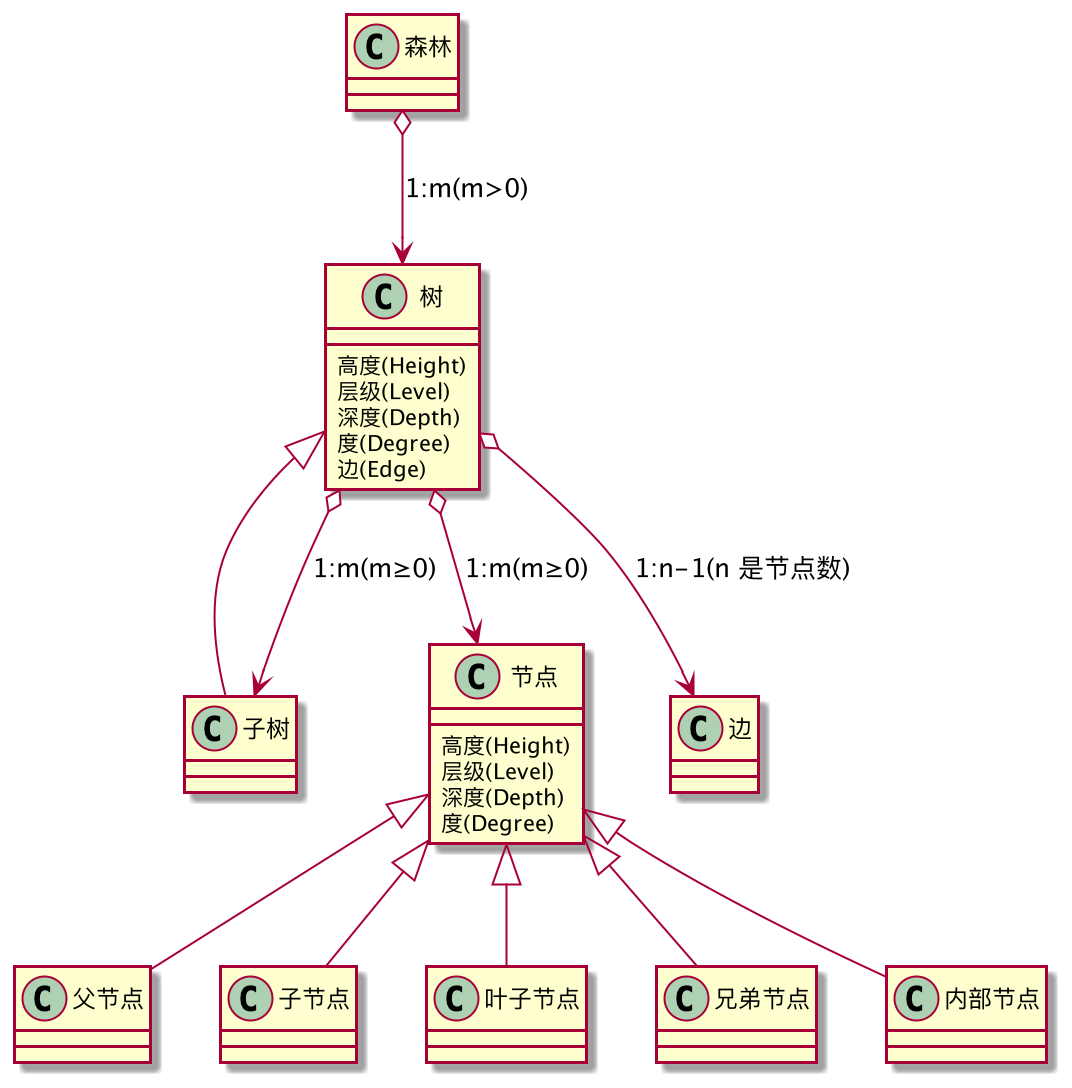 C 森林
1:m(m>0)
C 树
高度(Height)
层级(Level)
深度(Depth)
度(Degree)
边(Edge)
1:m(m≥0)
1:m(m≥0)
1:n-1(n 是节点数)
C 子树
C 节点
高度(Height)
层级(Level)
深度(Depth)
度(Degree)
C 边
C 父节点
C 子节点
C 叶子节点
C 兄弟节点
C 内部节点